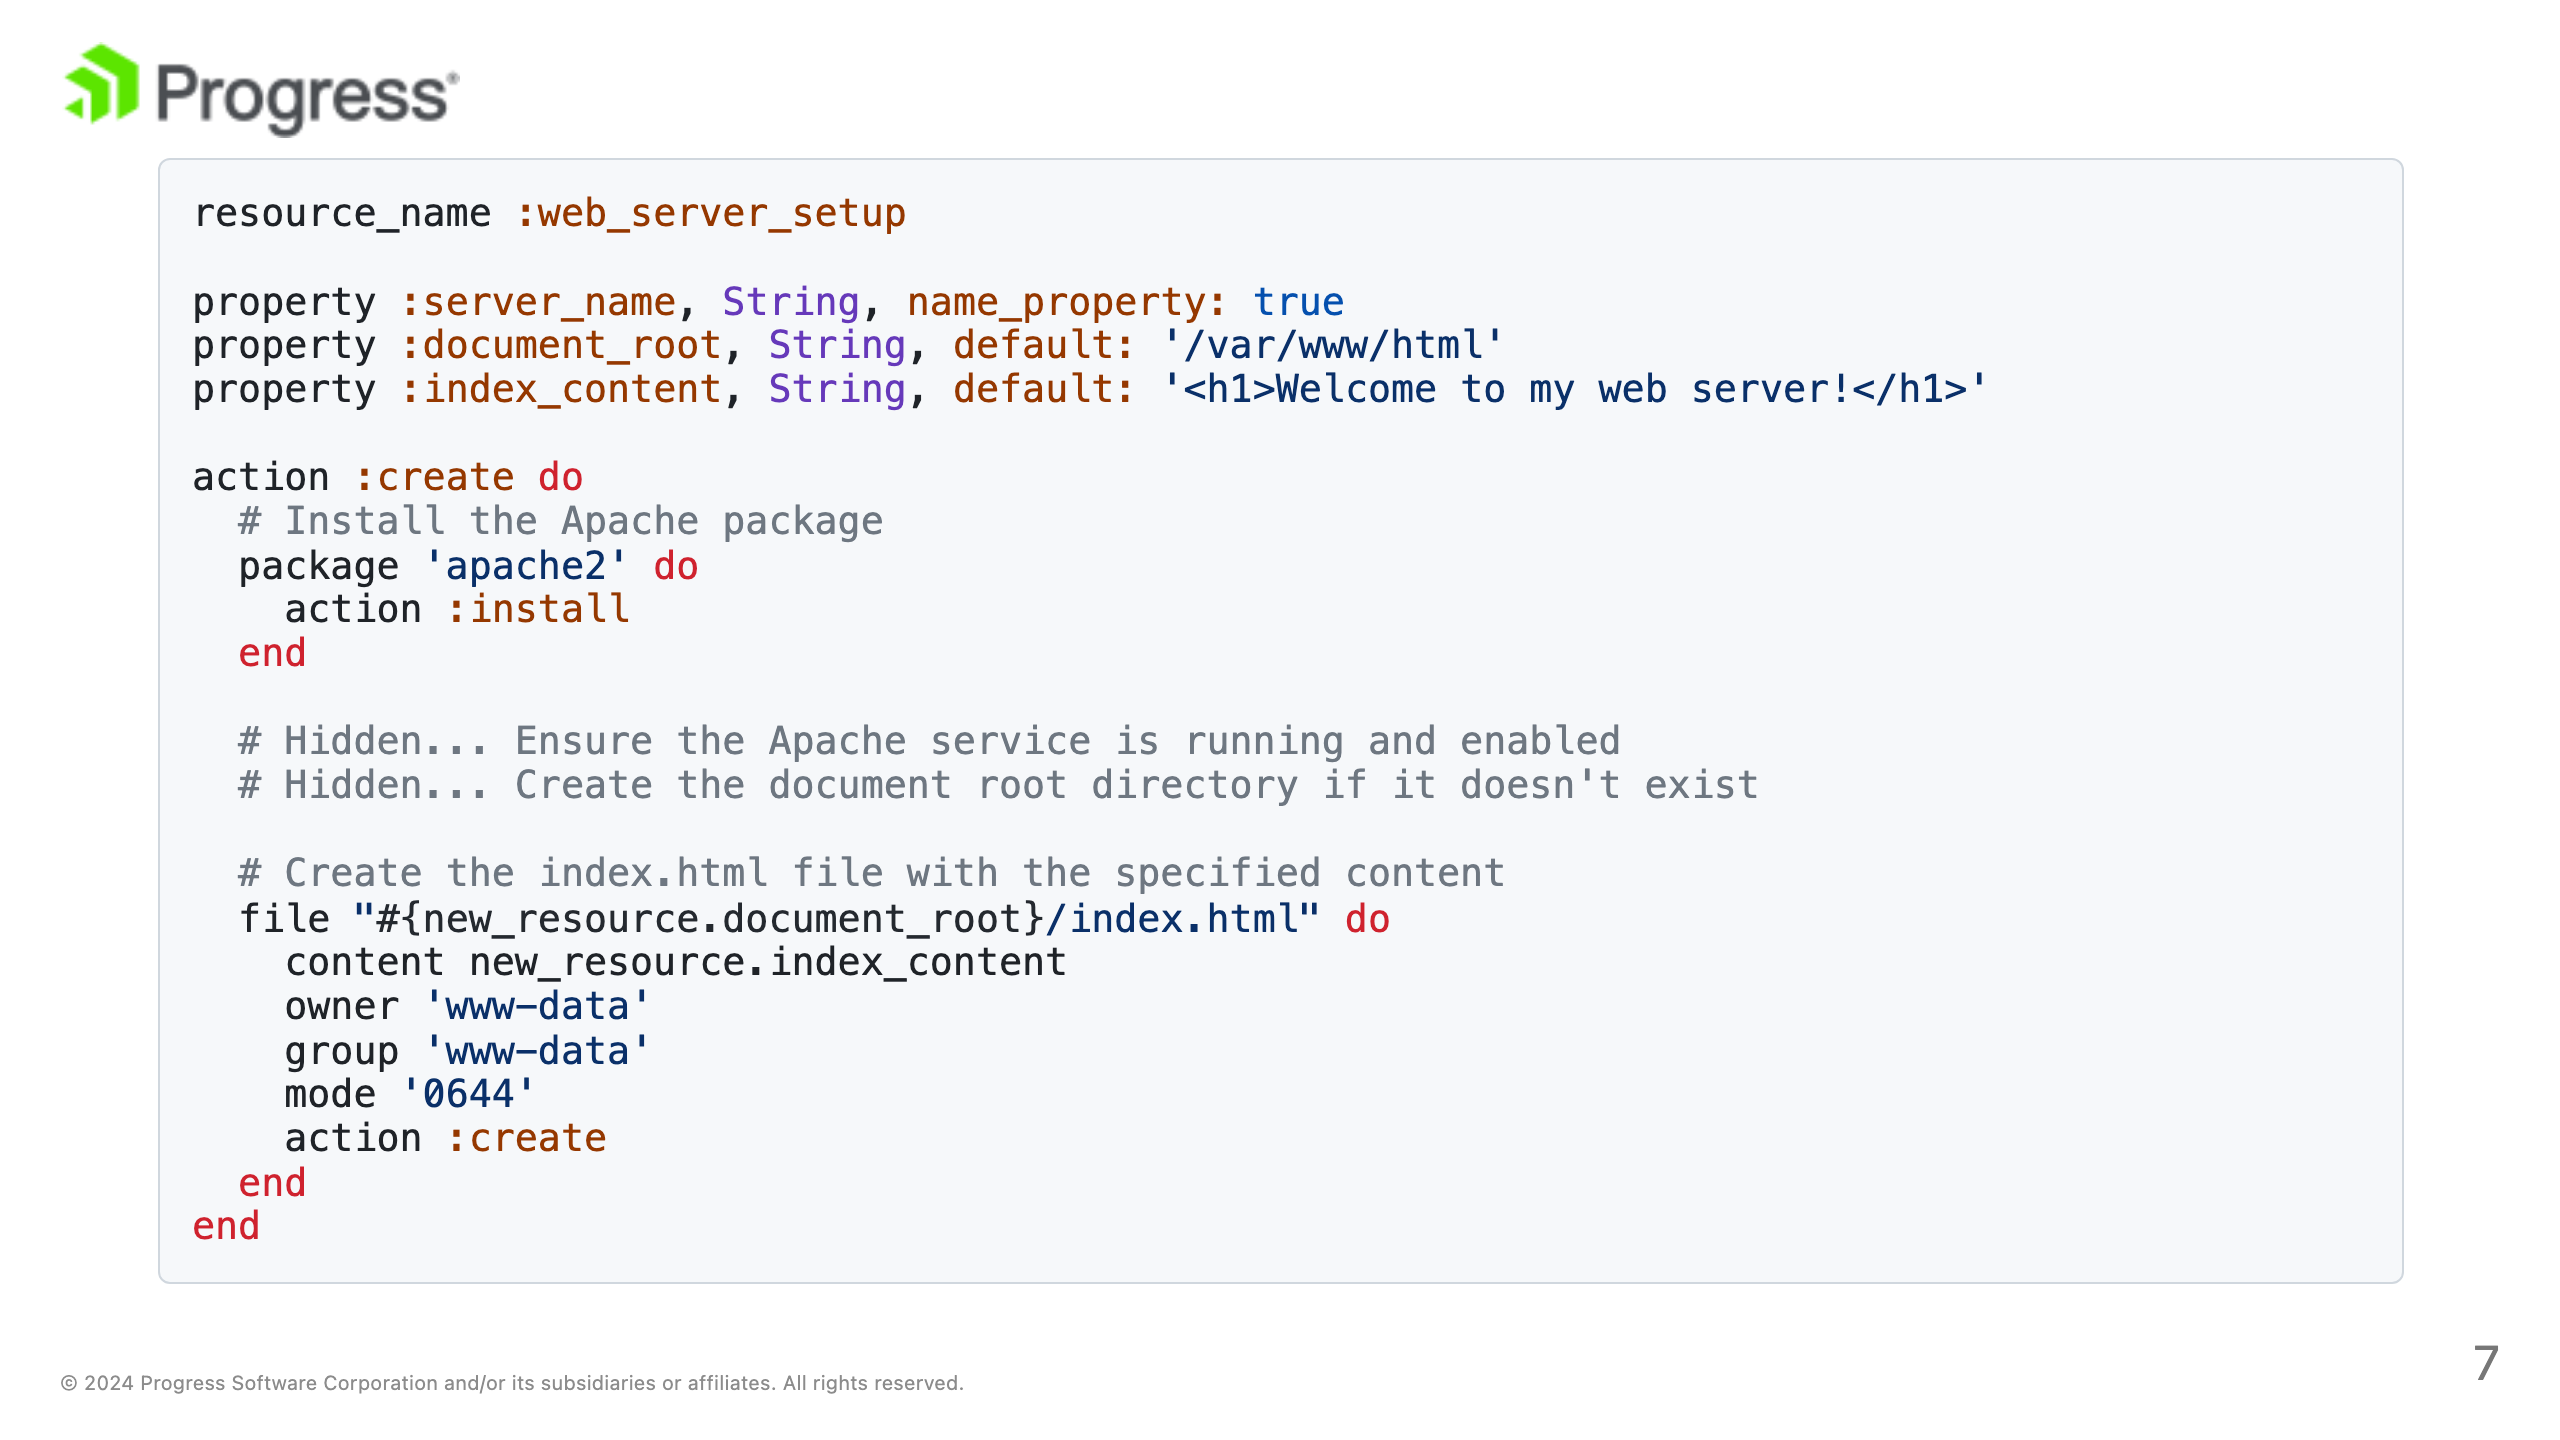 Progress®
resource_name :web_server_setup
property :server_name, String, name_property: true
property :document_root, String, default: '/var/www/html'
property :index_content, String, default: '<h1>Welcome to my web server!</h1>'
action :create do
  # Install the Apache package
  package 'apache2' do
    action :install
  end
  # Hidden... Ensure the Apache service is running and enabled
  # Hidden... Create the document root directory if it doesn't exist
  # Create the index.html file with the specified content
  file "#{new_resource.document_root}/index.html" do
    content new_resource.index_content
    owner 'www-data'
    group 'www-data'
    mode '0644'
    action :create
  end
end
© 2024 Progress Software Corporation and/or its subsidiaries or affiliates. All rights reserved.
7